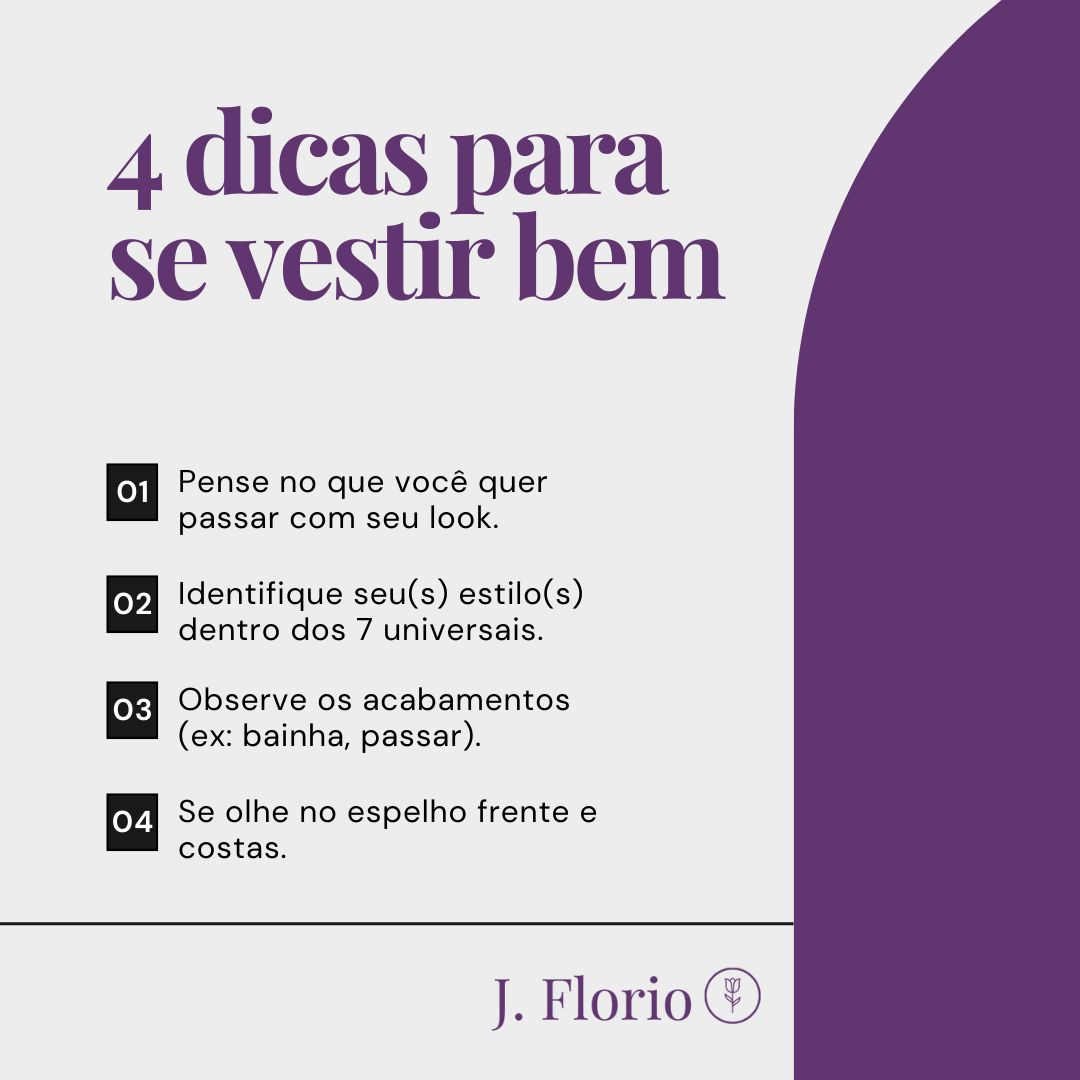 4 dicas para
se vestir bem
01
Pense no que você quer
passar com seu look.
02
Identifique seu(s) estilo(s)
dentro dos 7 universais.
03
Observe os acabamentos
(ex: bainha, passar).
04
Se olhe no espelho frente e
costas.
J. Florio